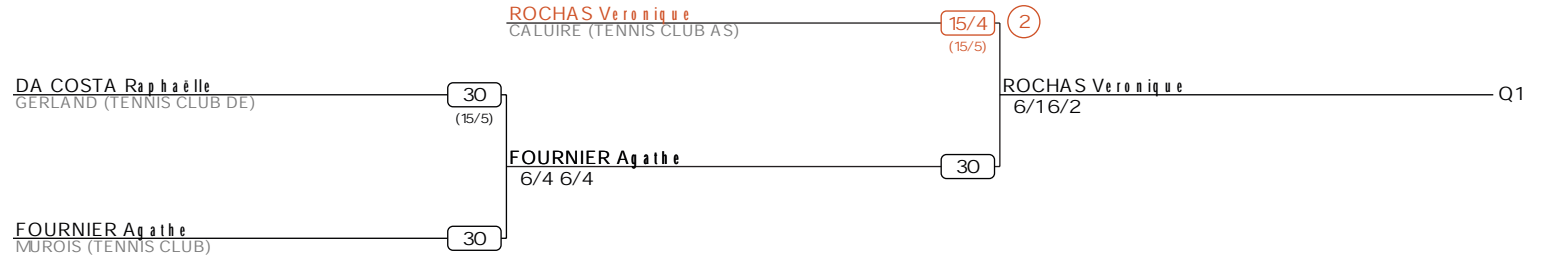 ROCHAS Veronique
CALUIRE (TENNIS CLUB AS)
15/4
2
(15/5)
DA COSTA Raphaëlle
GERLAND (TENNIS CLUB DE)
30
(15/5)
ROCHAS Veronique
6/1 6/2
Q1
FOURNIER Agathe
6/4 6/4
30
FOURNIER Agathe
MUROIS (TENNIS CLUB)
30